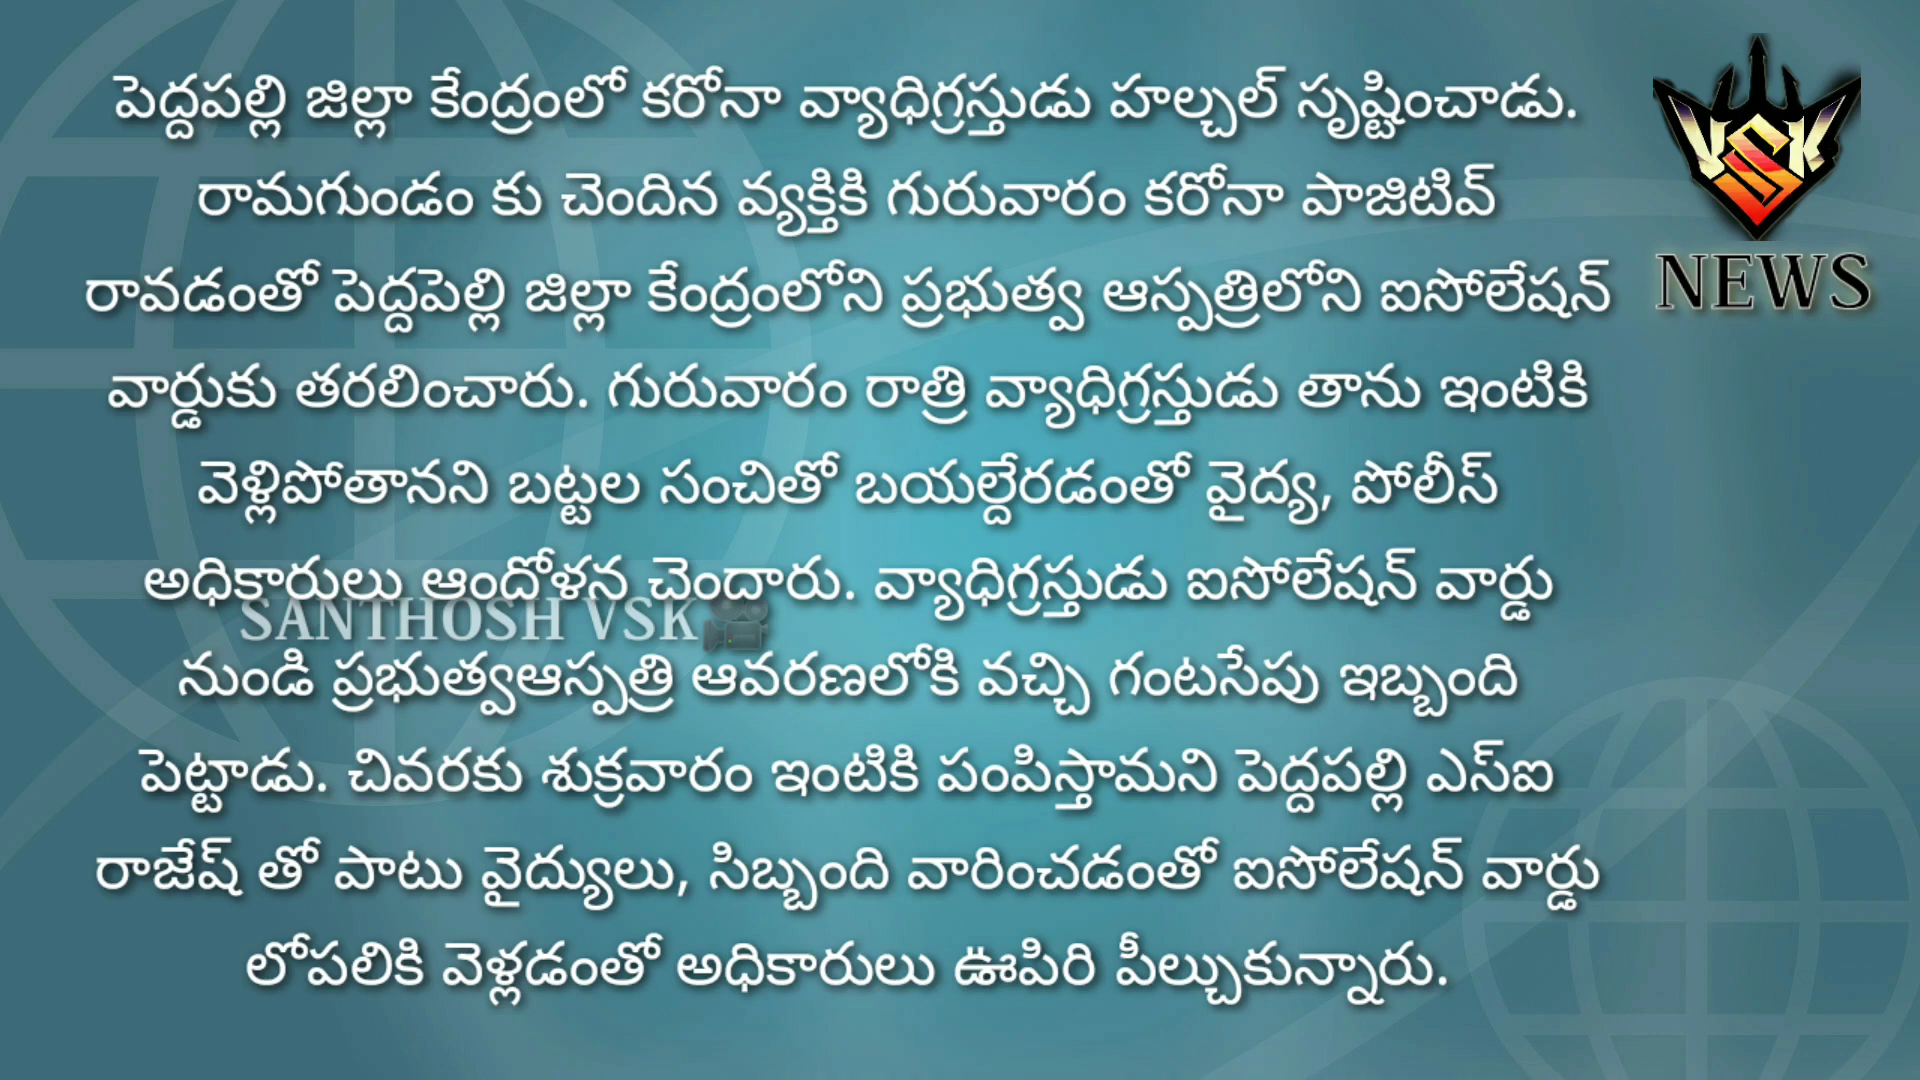 పెద్దపల్లి జిల్లా కేంద్రంలో కరోనా వ్యాధిగ్రస్తుడు హల్చల్ సృష్టించాడు.
రామగుండం కు చెందిన వ్యక్తికి గురువారం కరోనా పాజిటివ్
రావడంతో పెద్దపెల్లి జిల్లా కేంద్రంలోని ప్రభుత్వ ఆస్పత్రిలోని ఐసోలేషన్
వార్డుకు తరలించారు. గురువారం రాత్రి వ్యాధిగ్రస్తుడు తాను ఇంటికి
వెళ్లిపోతానని బట్టల సంచితో బయల్దేరడంతో వైద్య, పోలీస్
అధికారులు ఆందోళన చెందారు. వ్యాధిగ్రస్తుడు ఐసోలేషన్ వార్డు
నుండి ప్రభుత్వఆస్పత్రి ఆవరణలోకి వచ్చి గంటసేపు ఇబ్బంది
పెట్టాడు. చివరకు శుక్రవారం ఇంటికి పంపిస్తామని పెద్దపల్లి ఎస్ఐ
రాజేష్ తో పాటు వైద్యులు, సిబ్బంది వారించడంతో ఐసోలేషన్ వార్డు
లోపలికి వెళ్లడంతో అధికారులు ఊపిరి పీల్చుకున్నారు.
SANTHOSH VSK🎥
VSK
NEWS